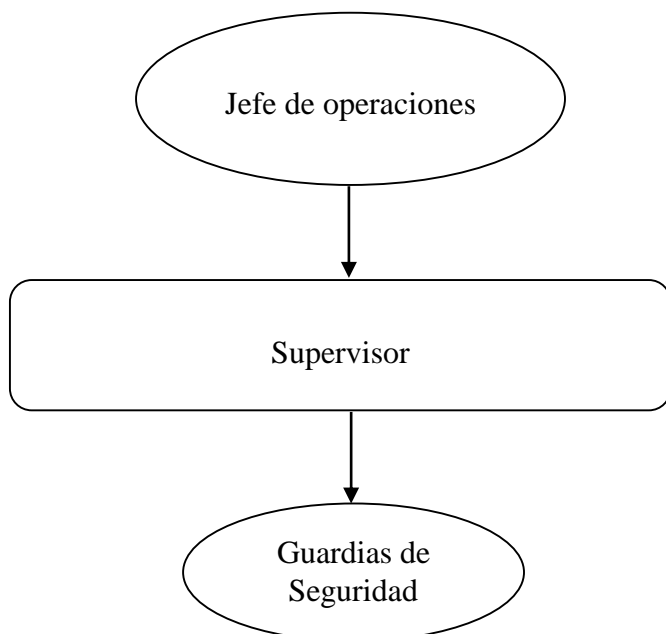 Jefe de operaciones
Supervisor
Guardias de
Seguridad